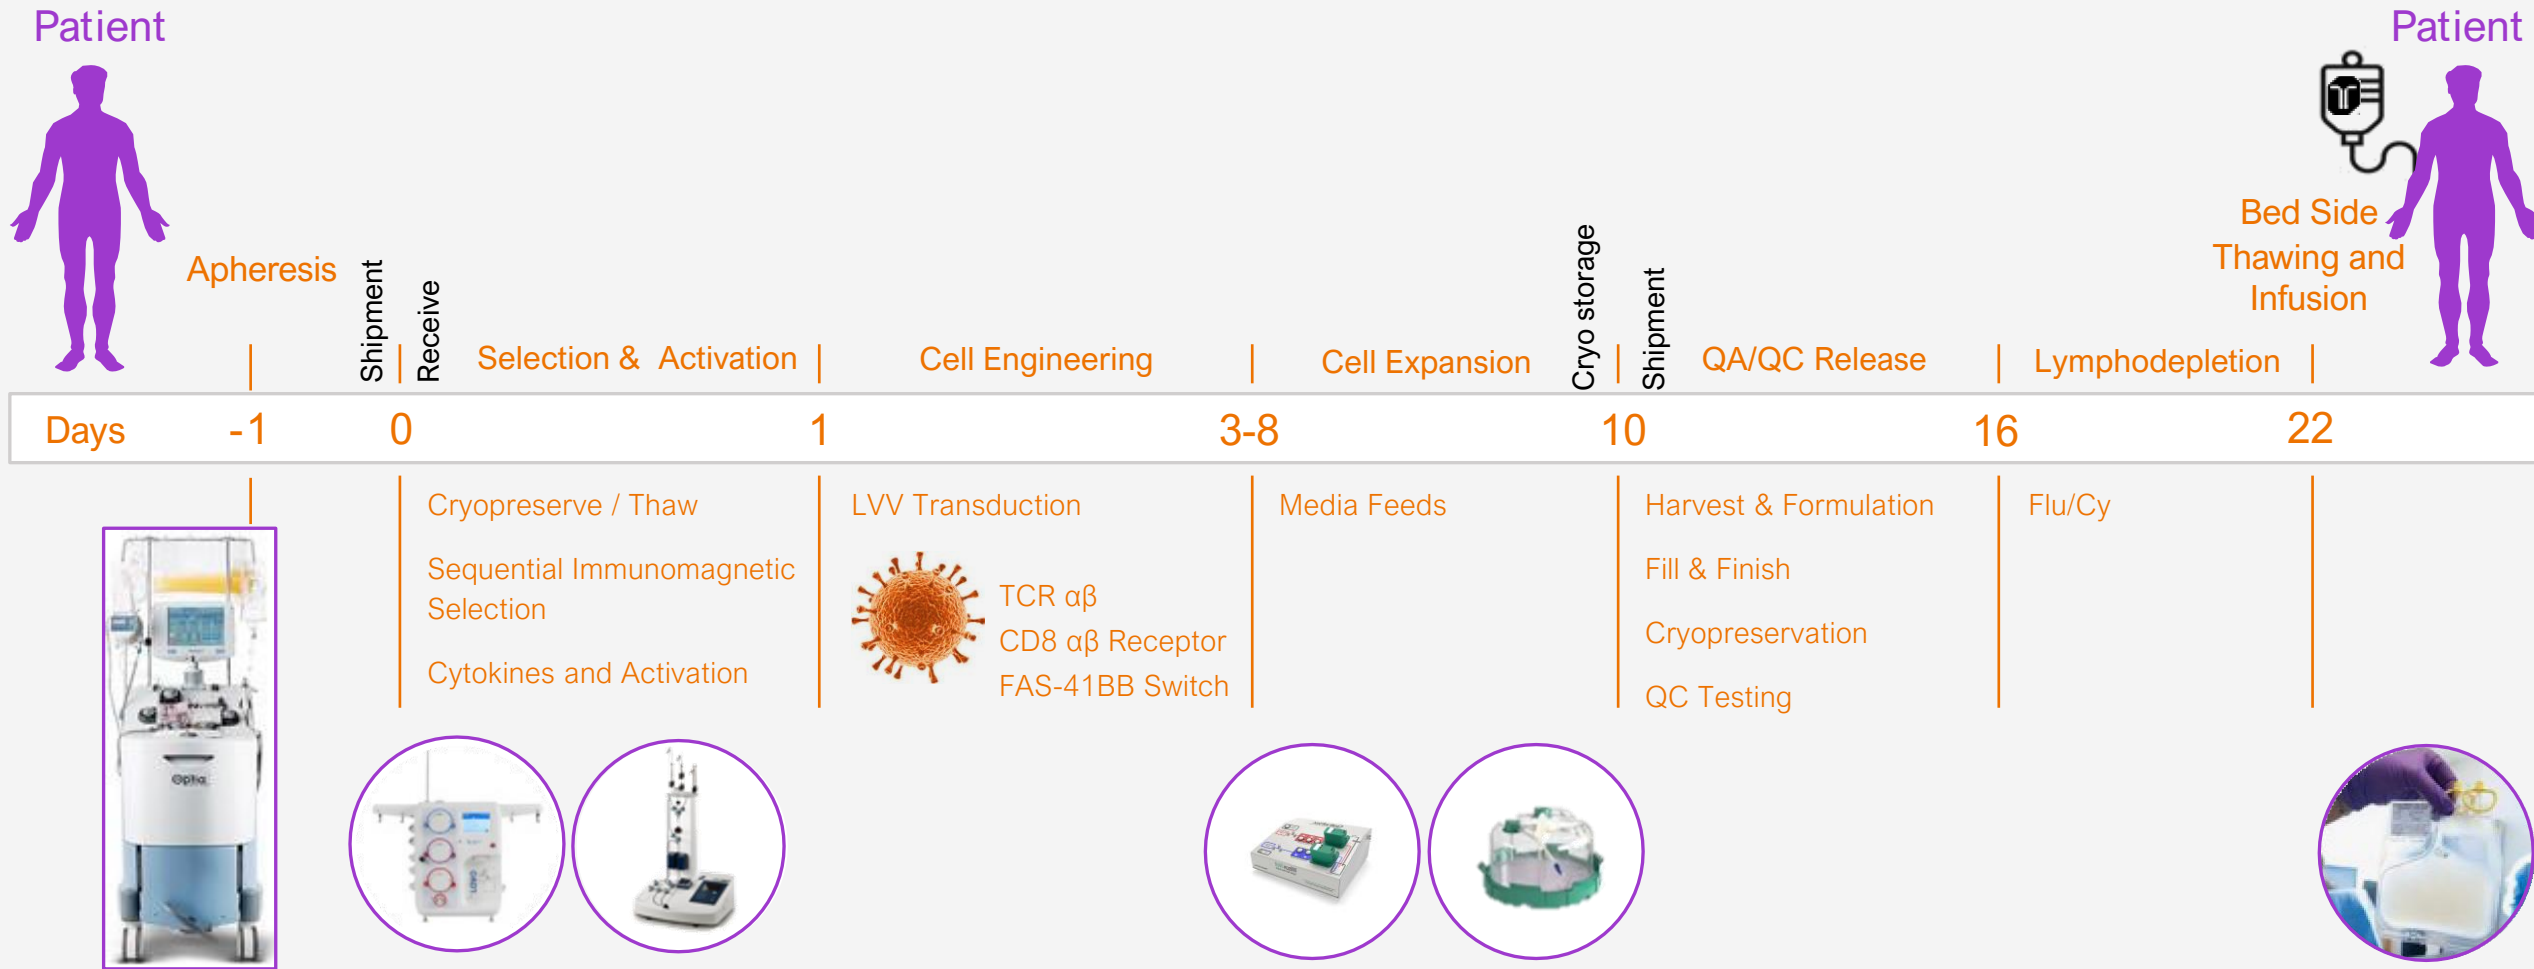 Patient
Patient
Apheresis
Shipment
Receive
Selection & Activation
Cell Engineering
Cell Expansion
Cryo storage
Shipment
QA/QC Release
Lymphodepletion
Bed Side
Thawing and
Infusion
Days
-1
0
1
3-8
10
16
22
Cryopreserve / Thaw
Sequential Immunomagnetic
Selection
Cytokines and Activation
LVV Transduction
TCR αβ
CD8 αβ Receptor
FAS-41BB Switch
Media Feeds
Harvest & Formulation
Fill & Finish
Cryopreservation
QC Testing
Flu/Cy
Optia
LOVO